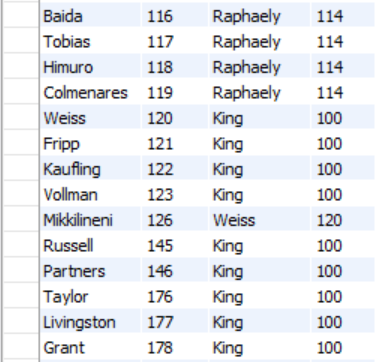 Baida 116 Raphaely 114
Tobias 117 Raphaely 114
Himuro 118 Raphaely 114
Colmenares 119 Raphaely 114
Weiss 120 King 100
Fripp 121 King 100
Kaufling 122 King 100
Vollman 123 King 100
Mikkilineni 126 Weiss 120
Russell 145 King 100
Partners 146 King 100
Taylor 176 King 100
Livingston 177 King 100
Grant 178 King 100